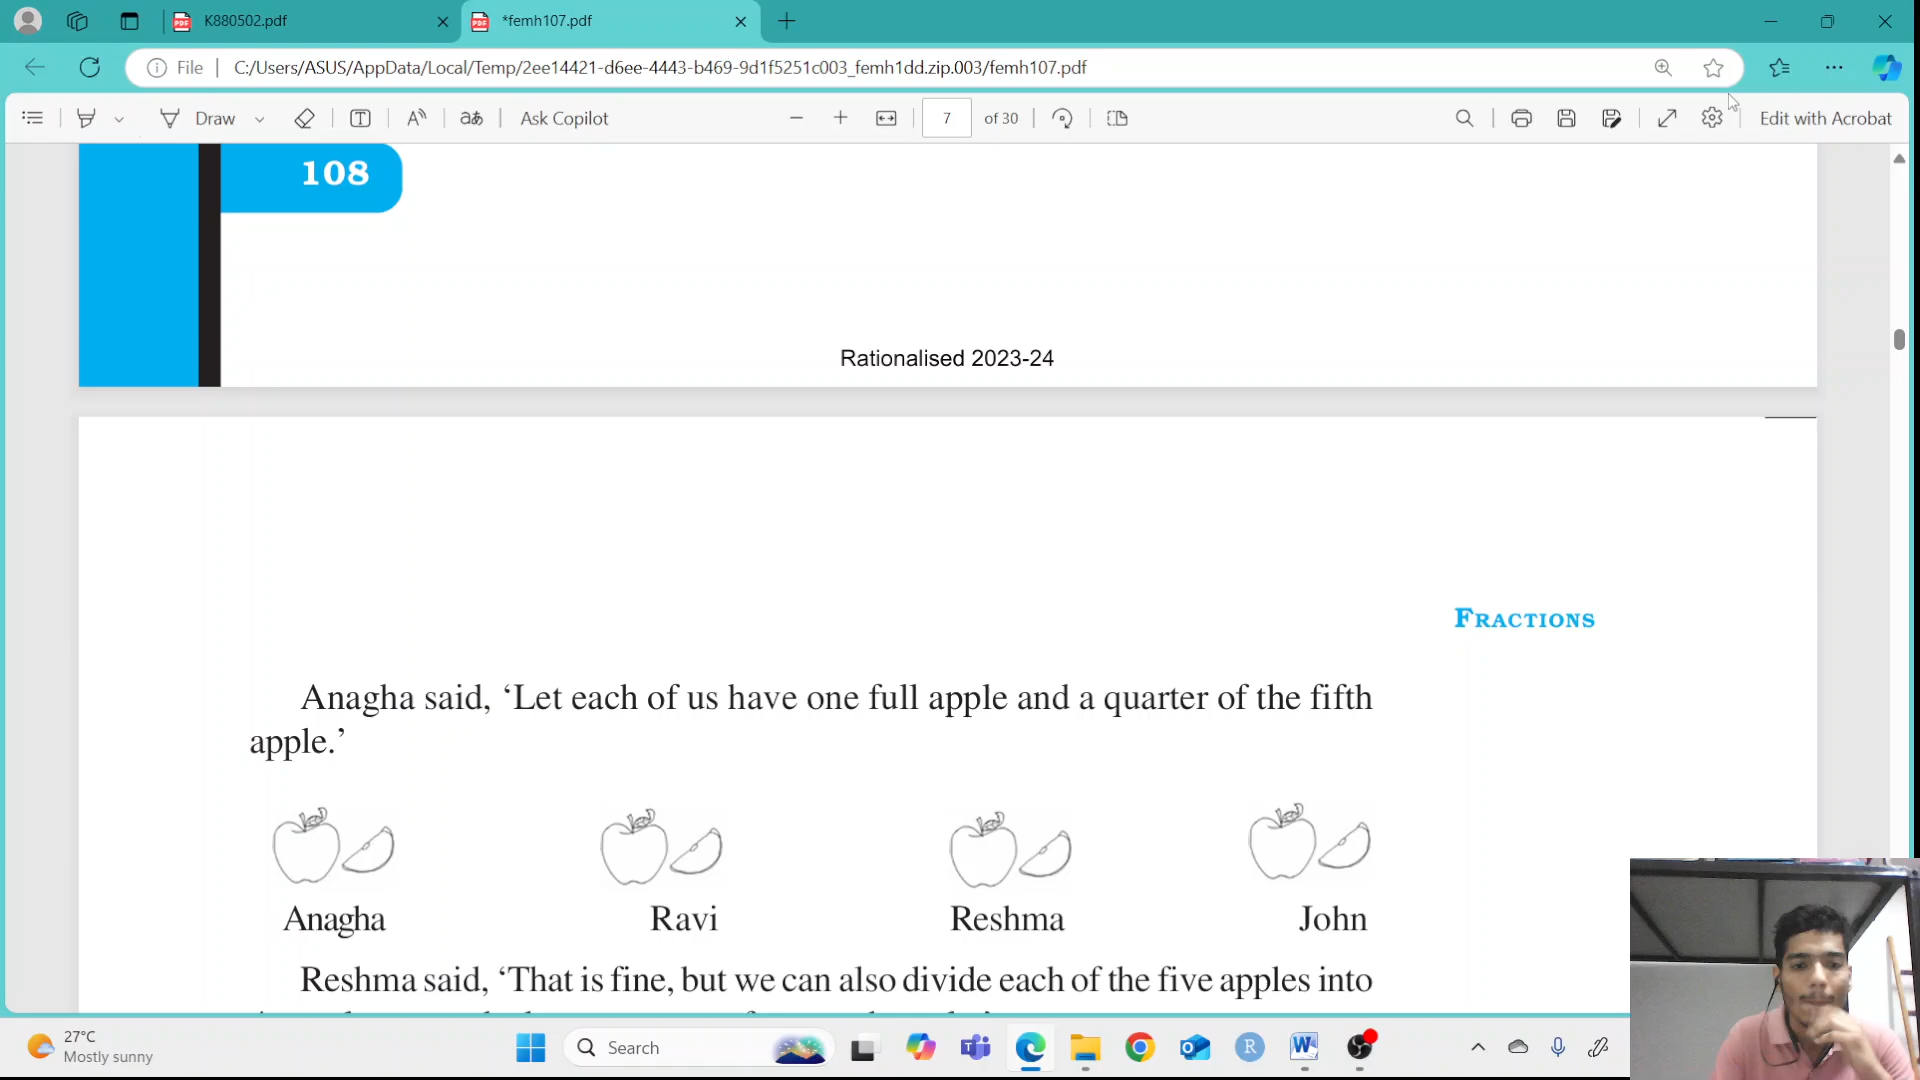 K880502.pdf
*femh107.pdf
File
C:/Users/ASUS/AppData/Local/Temp/2ee14421-d6ee-4443-b469-9d1f5251c003_femh1dd.zip.003/femh107.pdf
Draw
aあ
Ask Copilot
7
of 30
Edit with Acrobat
108
Rationalised 2023-24
FRACTIONS
Anagha said, ‘Let each of us have one full apple and a quarter of the fifth
apple.’
Anagha
Ravi
Reshma
John
Reshma said, ‘That is fine, but we can also divide each of the five apples into
27°C
Mostly sunny
Search